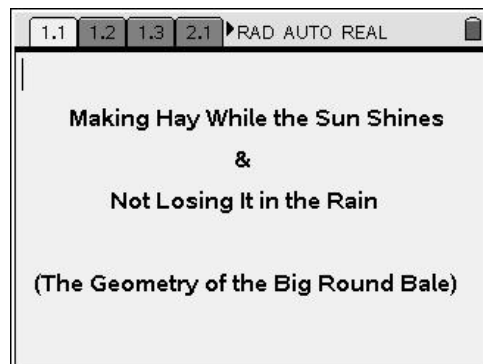 1.1 1.2 1.3 2.1 RAD AUTO REAL
Making Hay While the Sun Shines
&
Not Losing It in the Rain
(The Geometry of the Big Round Bale)